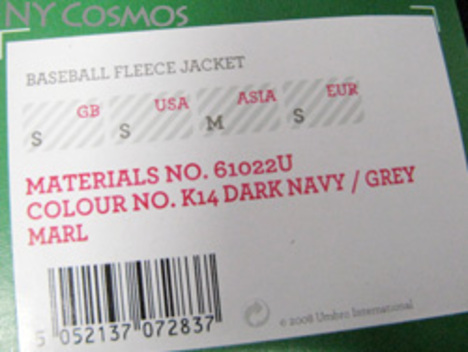 NY COSMOS
BASEBALL FLEECE JACKET
GB USA ASIA EUR
S S M S
MATERIALS NO. 61022U
COLOUR NO. K14 DARK NAVY / GREY
MARL
5 052137 072837
© 2008 Umbro International